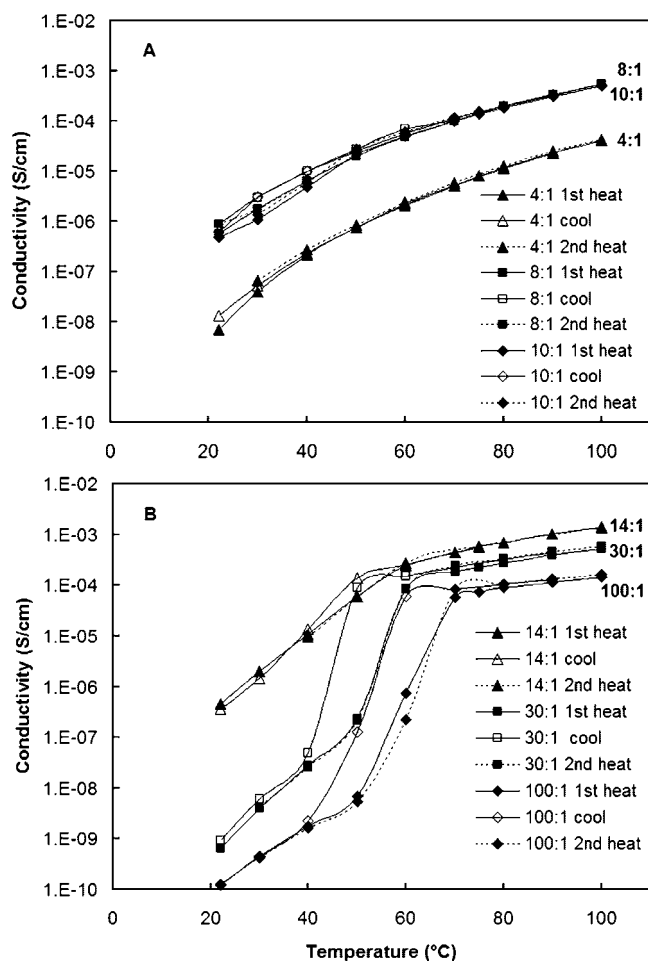 1.E-02
A
1.E-03
8:1
10:1
1.E-04
4:1
1.E-05
1.E-06
1.E-07
1.E-08
1.E-09
1.E-10
Conductivity (S/cm)
4:1 1st heat
4:1 cool
4:1 2nd heat
8:1 1st heat
8:1 cool
8:1 2nd heat
10:1 1st heat
10:1 cool
10:1 2nd heat
0 20 40 60 80 100
1.E-02
B
1.E-03
14:1
30:1
1.E-04
100:1
1.E-05
1.E-06
1.E-07
1.E-08
1.E-09
1.E-10
Conductivity (S/cm)
14:1 1st heat
14:1 cool
14:1 2nd heat
30:1 1st heat
30:1 cool
30:1 2nd heat
100:1 1st heat
100:1 cool
100:1 2nd heat
0 20 40 60 80 100
Temperature (°C)